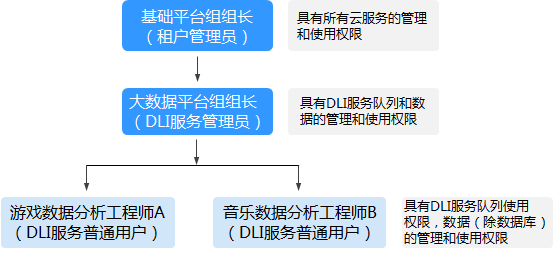 基础平台组组长
（租户管理员）
具有所有云服务的管理
和使用权限
大数据平台组组长
（DLI服务管理员）
具有DLI服务队列和数
据的管理和使用权限
游戏数据分析工程师A
（DLI服务普通用户）
音乐数据分析工程师B
（DLI服务普通用户）
具有DLI服务队列使用
权限，数据（除数据库）
的管理和使用权限